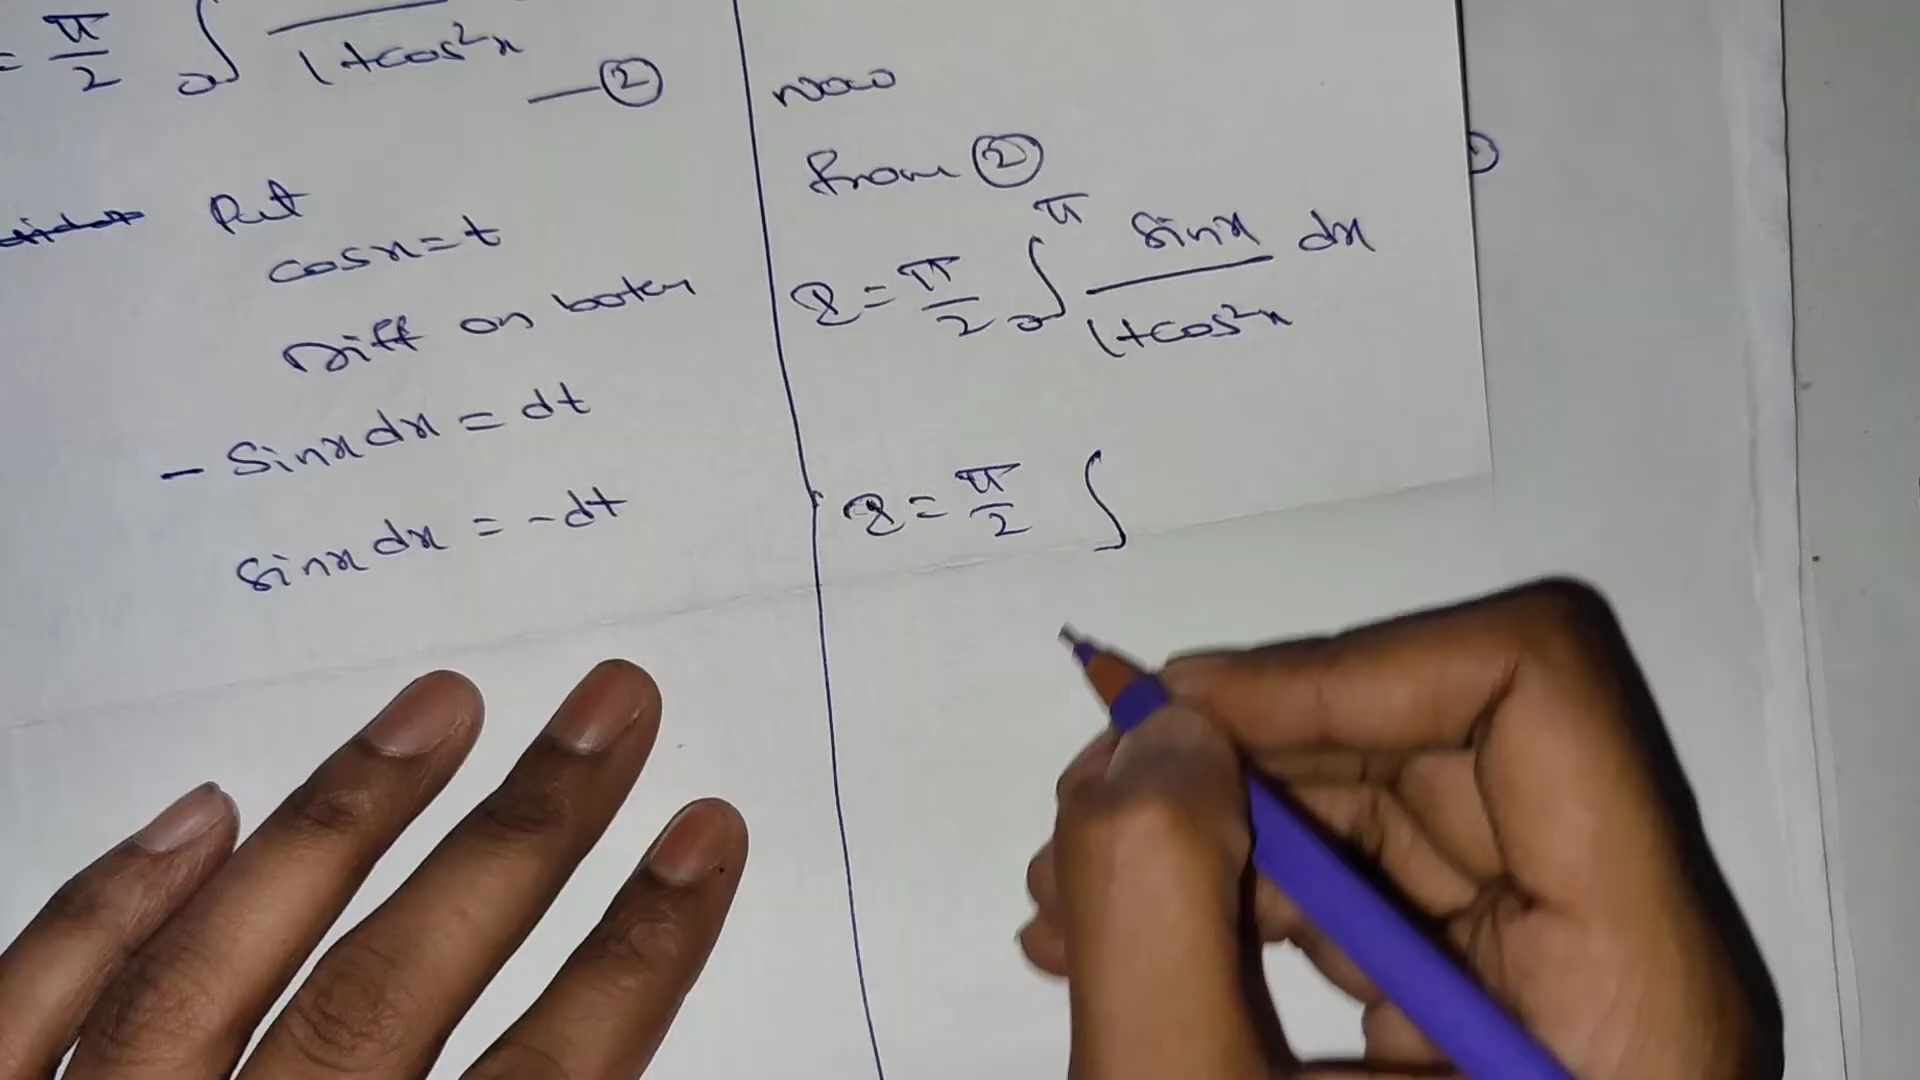 = π/2 ∫₀ ‾‾‾/(1+cos²x) —②
Put
cosx=t
Diff on both
- Sinx dx = dt
Sinx dx = -dt
Now
From ②
I = π/2 ∫₀^π Sinx/(1+cos²x) dx
I = π/2 ∫